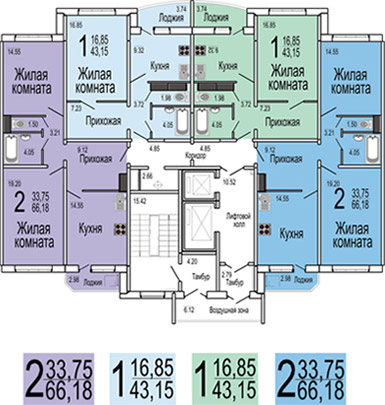 Лоджия 3.74 3.74 Лоджия
16.85 16.85
14.55 1 16,85 43,15 9.32 5.30 1 16,85 43,15 14.55
Жилая комната Жилая комната Кухня Кухня Жилая комната Жилая комната
1.98 1.98
7.23 3.72 3.72 7.23
1.50 Прихожая 4.05 4.05 Прихожая 1.50
3.21 4.85 4.85 3.21
4.05 9.12 Коридор 9.12 4.05
Прихожая Прихожая
19.20 2.66 10.52 19.20
2 33,75 66,18 14.55 15.42 14.55 2 33,75 66,18
Жилая комната Кухня Лифтовой холл Кухня Жилая комната
4.20
2.98 Лоджия Тамбур 2.79 Тамбур 2.98 Лоджия
6.12 Воздушная зона
2 33,75 66,18
1 16,85 43,15
1 16,85 43,15
2 33,75 66,18